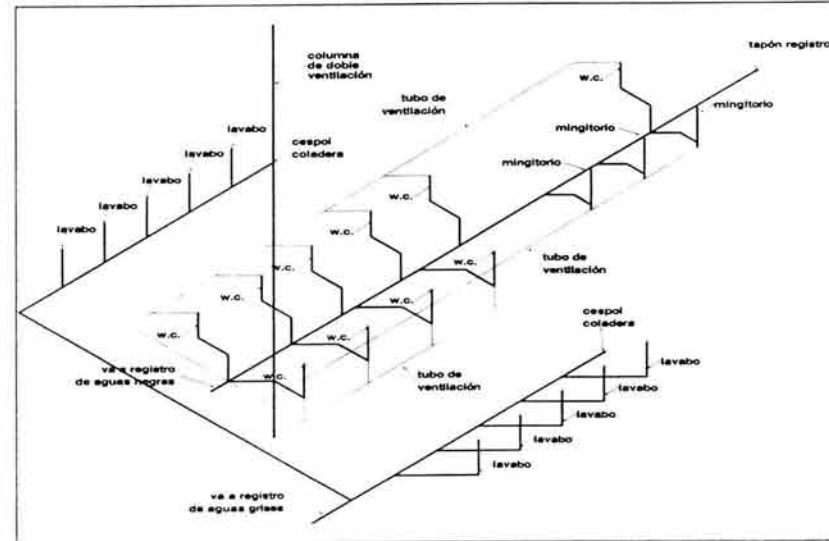 columna
de doble
ventilación
tapón registro
w.c.
tubo de
ventilación
mingitorio
lavabo
cespol
coladera
lavabo
mingitorio
lavabo
w.c.
lavabo
lavabo
w.c.
tubo de
ventilación
w.c.
w.c.
w.c.
w.c.
cespol
coladera
w.c.
w.c.
lavabo
va a registro
de aguas negras
w.c.
tubo de
ventilación
lavabo
lavabo
lavabo
lavabo
va a registro
de aguas grises